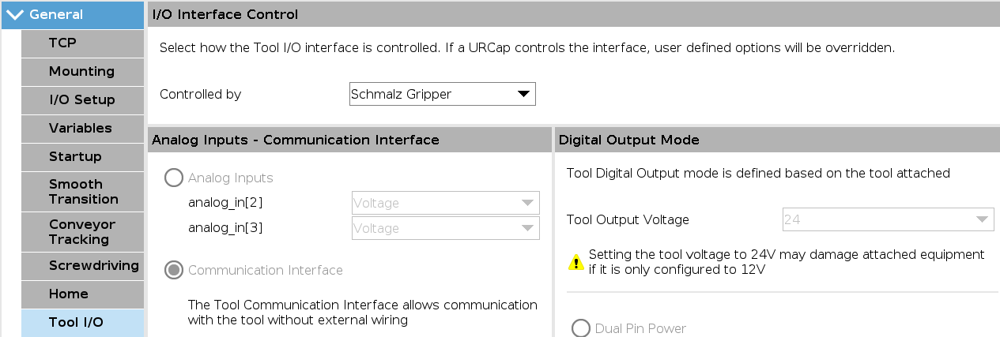 General
TCP
Mounting
I/O Setup
Variables
Startup
Smooth
Transition
Conveyor
Tracking
Screwdriving
Home
Tool I/O
I/O Interface Control
Select how the Tool I/O interface is controlled. If a URCap controls the interface, user defined options will be overridden.
Controlled by
Schmalz Gripper
Analog Inputs - Communication Interface
Analog Inputs
analog_in[2]
Voltage
analog_in[3]
Voltage
Communication Interface
The Tool Communication Interface allows communication
with the tool without external wiring
Digital Output Mode
Tool Digital Output mode is defined based on the tool attached
Tool Output Voltage
24
Setting the tool voltage to 24V may damage attached equipment
if it is only configured to 12V
Dual Pin Power